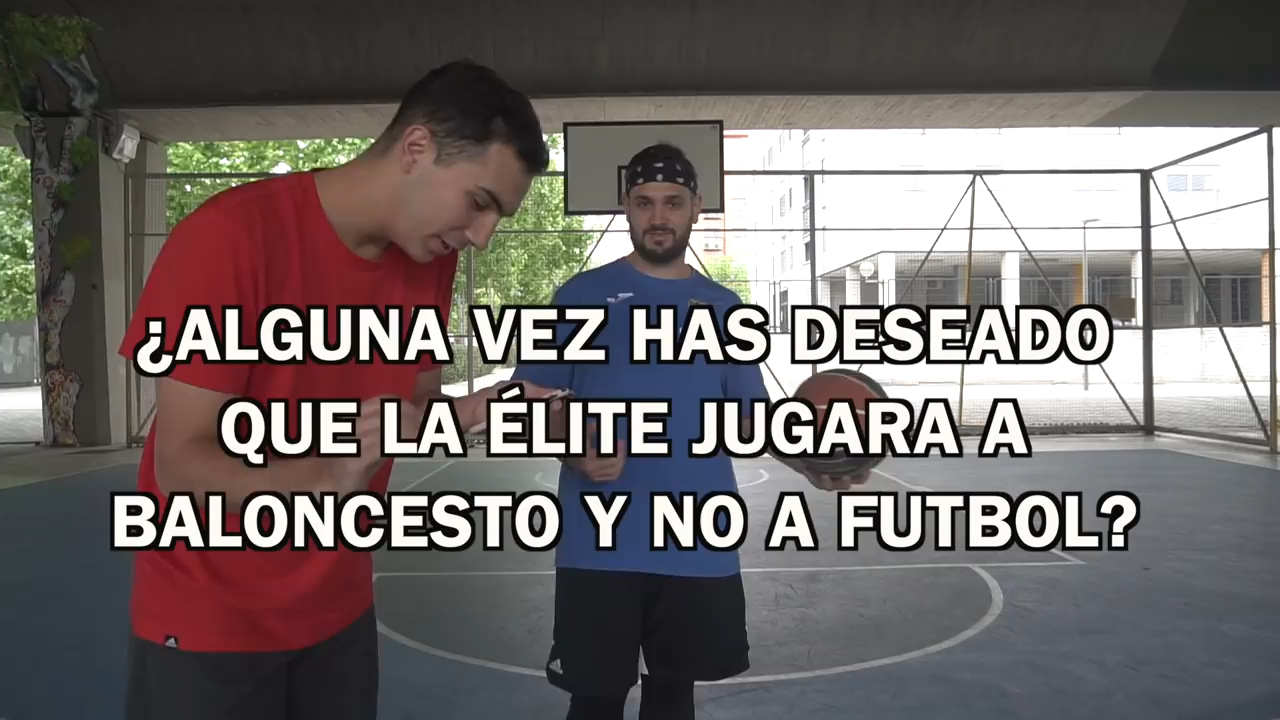 ¿ALGUNA VEZ HAS DESEADO
QUE LA ÉLITE JUGARA A
BALONCESTO Y NO A FUTBOL?